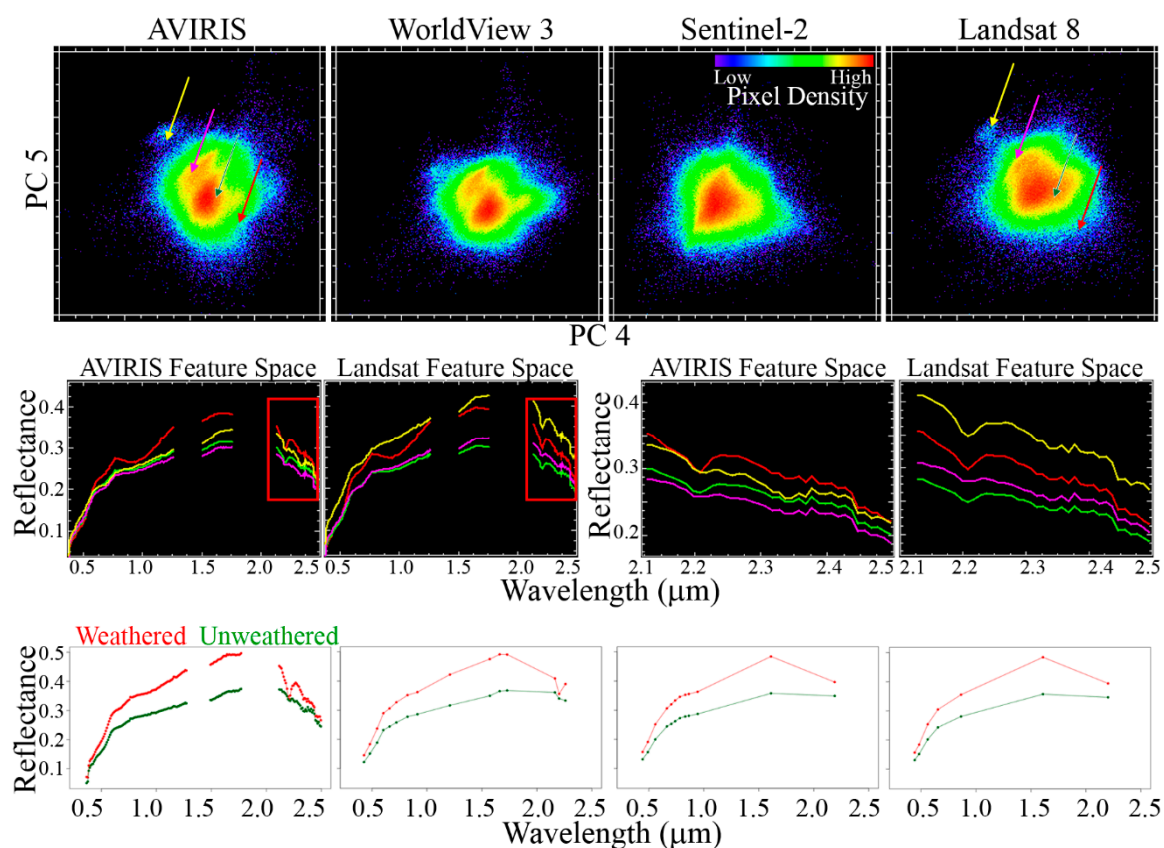 AVIRIS WorldView 3 Sentinel-2 Landsat 8
Low High
Pixel Density
PC 5
PC 4
AVIRIS Feature Space Landsat Feature Space AVIRIS Feature Space Landsat Feature Space
Reflectance
0.4
0.3
0.2
0.1
Reflectance
0.4
0.3
0.2
0.5 1.0 1.5 2.0 2.5 0.5 1.0 1.5 2.0 2.5 2.1 2.2 2.3 2.4 2.5 2.1 2.2 2.3 2.4 2.5
Wavelength (μm)
Weathered Unweathered
Reflectance
0.5
0.4
0.3
0.2
0.1
0.5 1.0 1.5 2.0 2.5 0.5 1.0 1.5 2.0 0.5 1.0 1.5 2.0 0.5 1.0 1.5 2.0
Wavelength (μm)